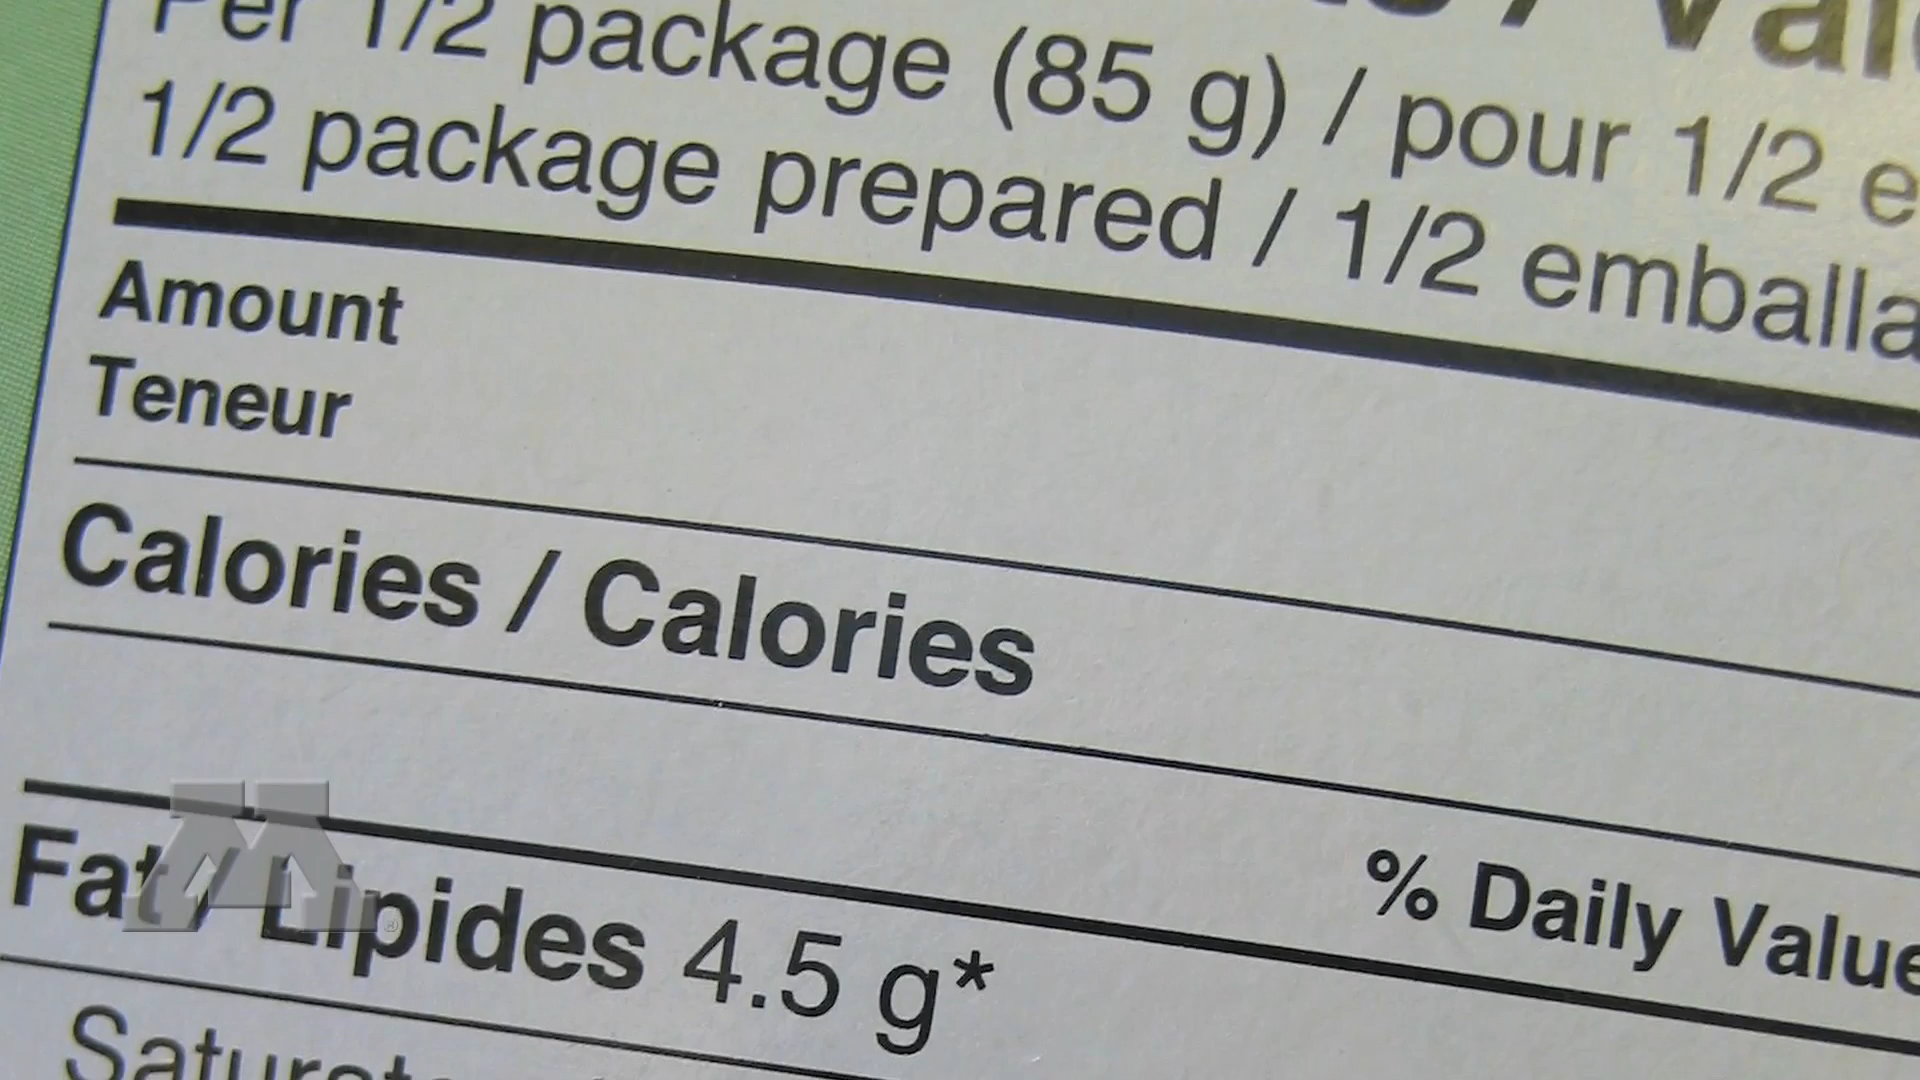 Per 1/2 package (85 g) / pour 1/2
1/2 package prepared / 1/2
Amount
Teneur
Calories / Calories
% Daily Value
Fat / Lipides 4.5 g*